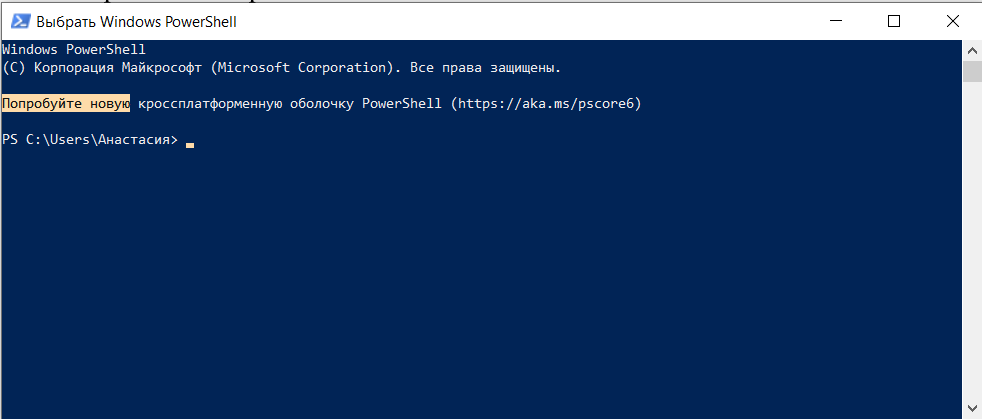 Выбрать Windows PowerShell
Windows PowerShell
(C) Корпорация Майкрософт (Microsoft Corporation). Все права защищены.
Попробуйте новую кроссплатформенную оболочку PowerShell (https://aka.ms/pscore6)
PS C:\Users\Анастасия>